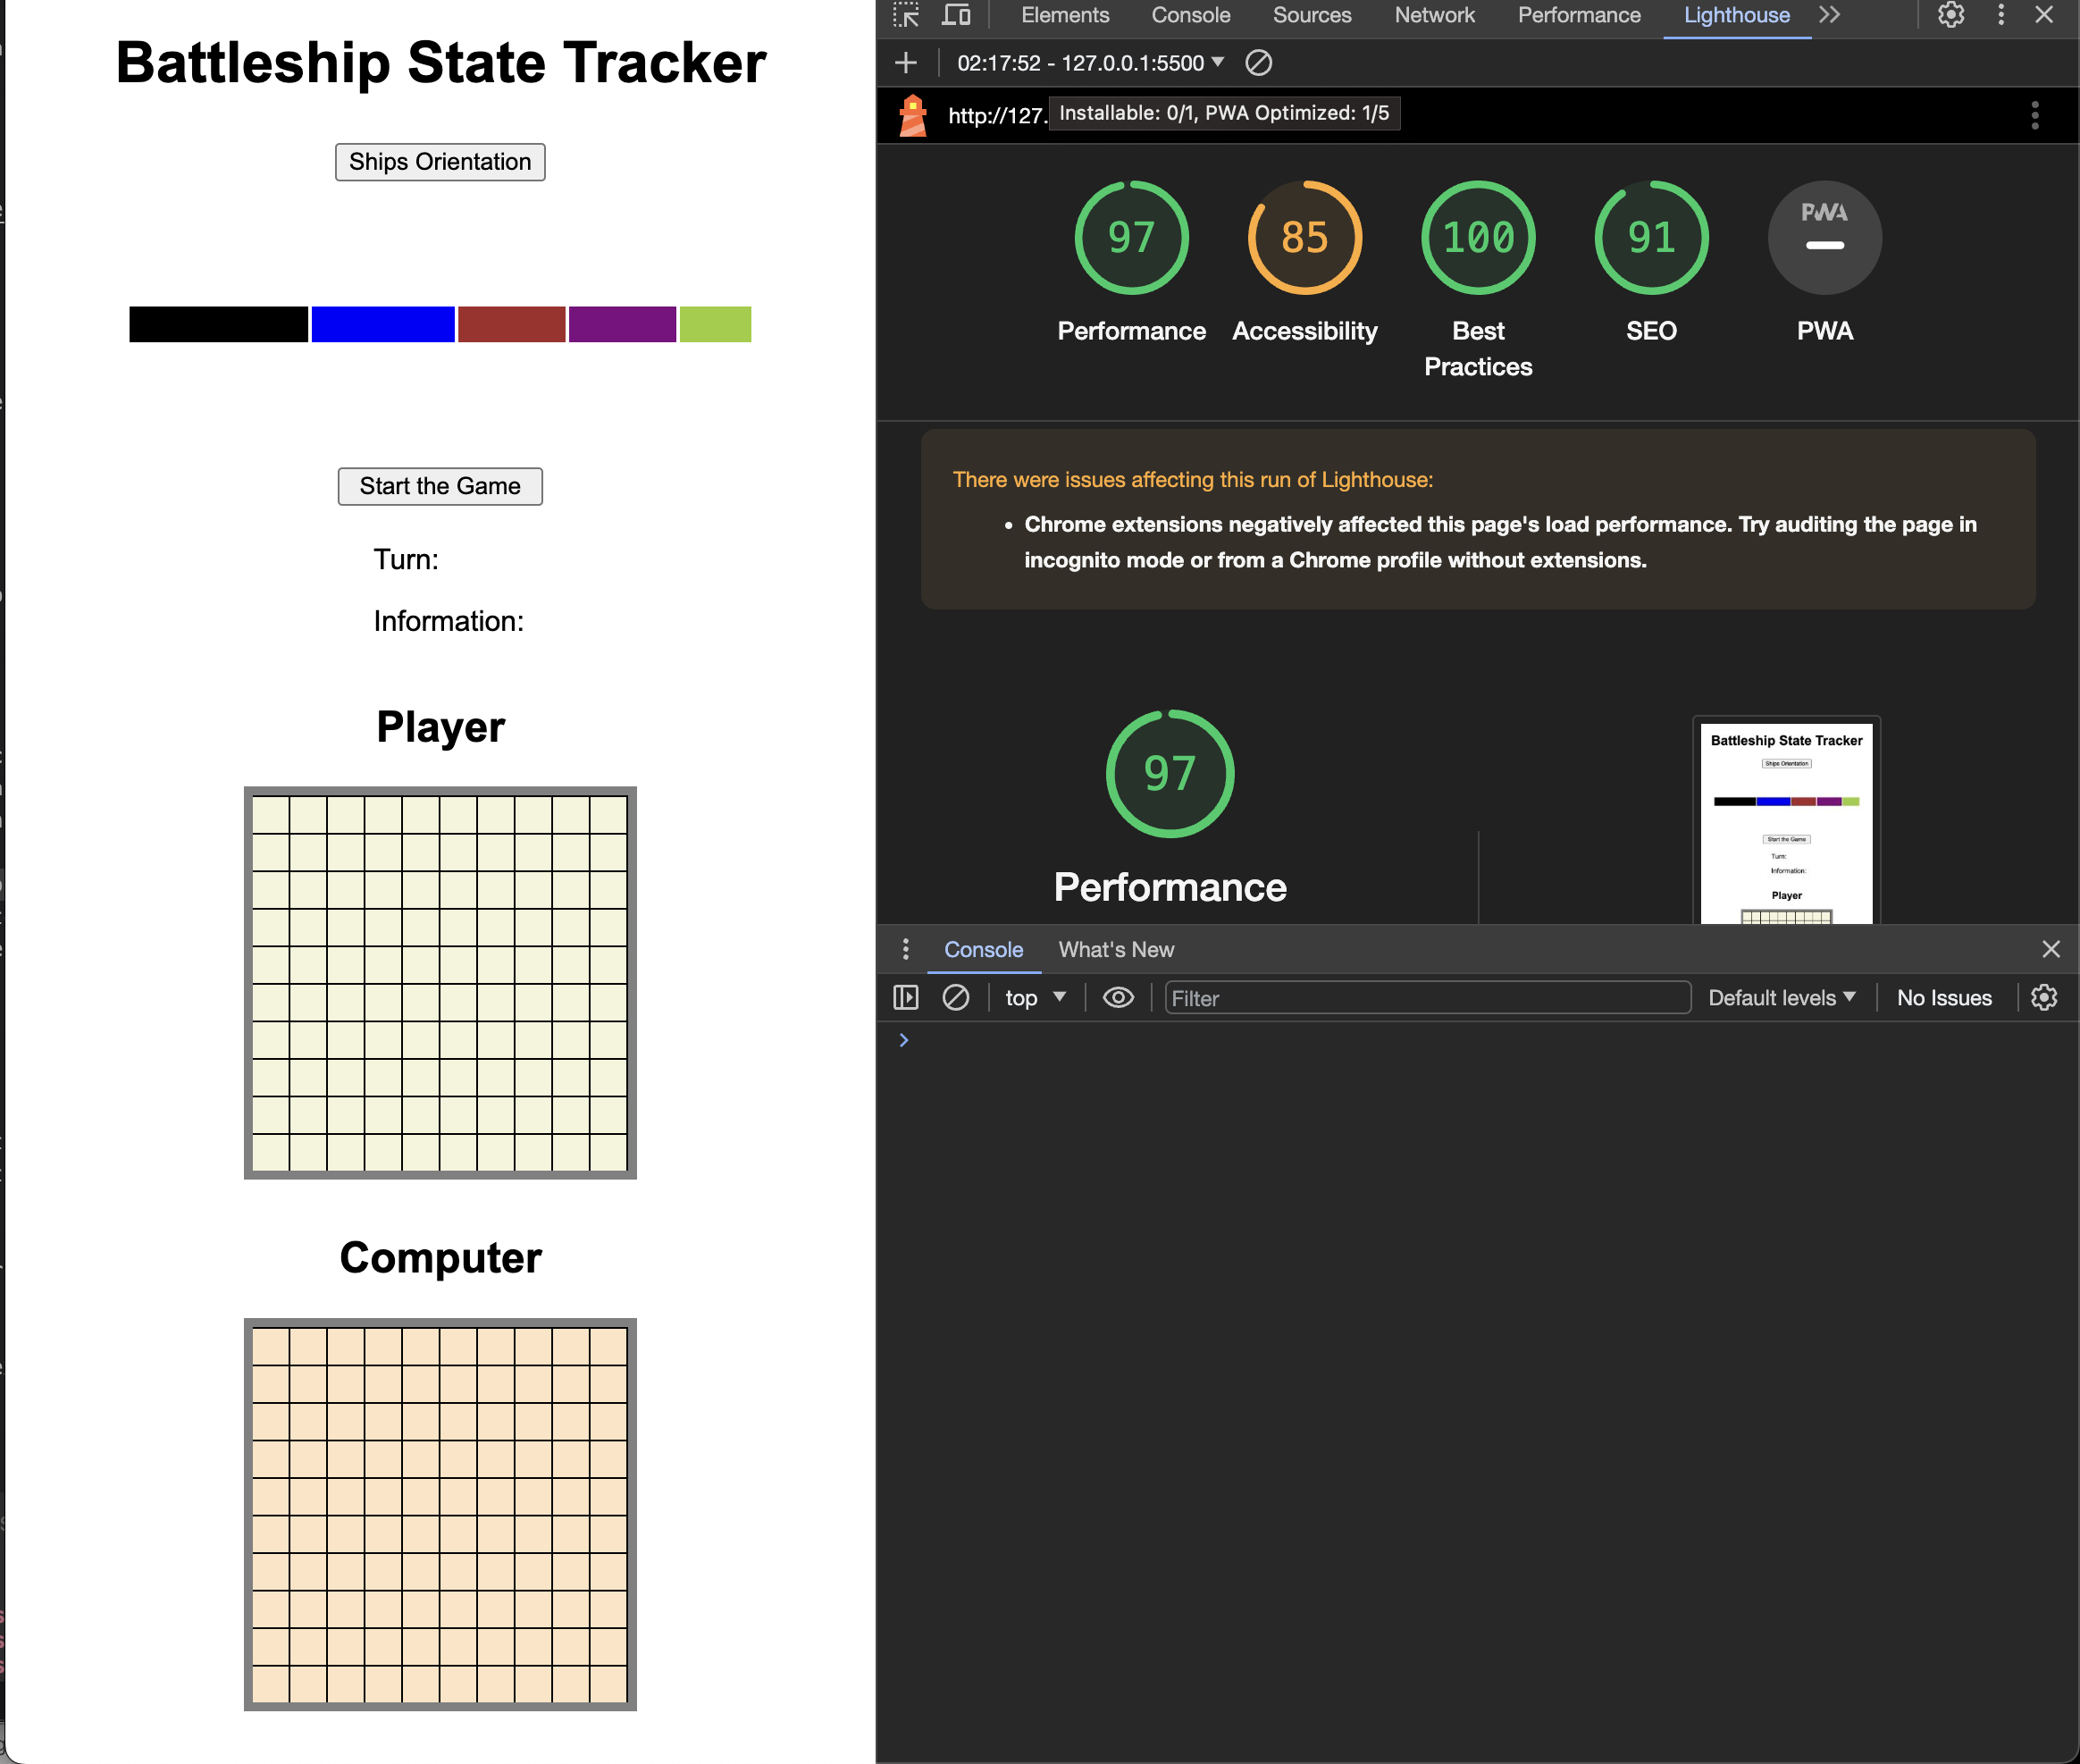 Battleship State Tracker
Ships Orientation
Start the Game
Turn:
Information:
Player
Computer
Elements Console Sources Network Performance Lighthouse
02:17:52 - 127.0.0.1:5500
http://127.
Installable: 0/1, PWA Optimized: 1/5
97 85 100 91 PWA
Performance Accessibility Best Practices SEO PWA
There were issues affecting this run of Lighthouse:
• Chrome extensions negatively affected this page's load performance. Try auditing the page in
incognito mode or from a Chrome profile without extensions.
97
Performance
Battleship State Tracker
Ships Orientation
Start the Game
Turn:
Information:
Player
Console What's New
top Filter Default levels No Issues